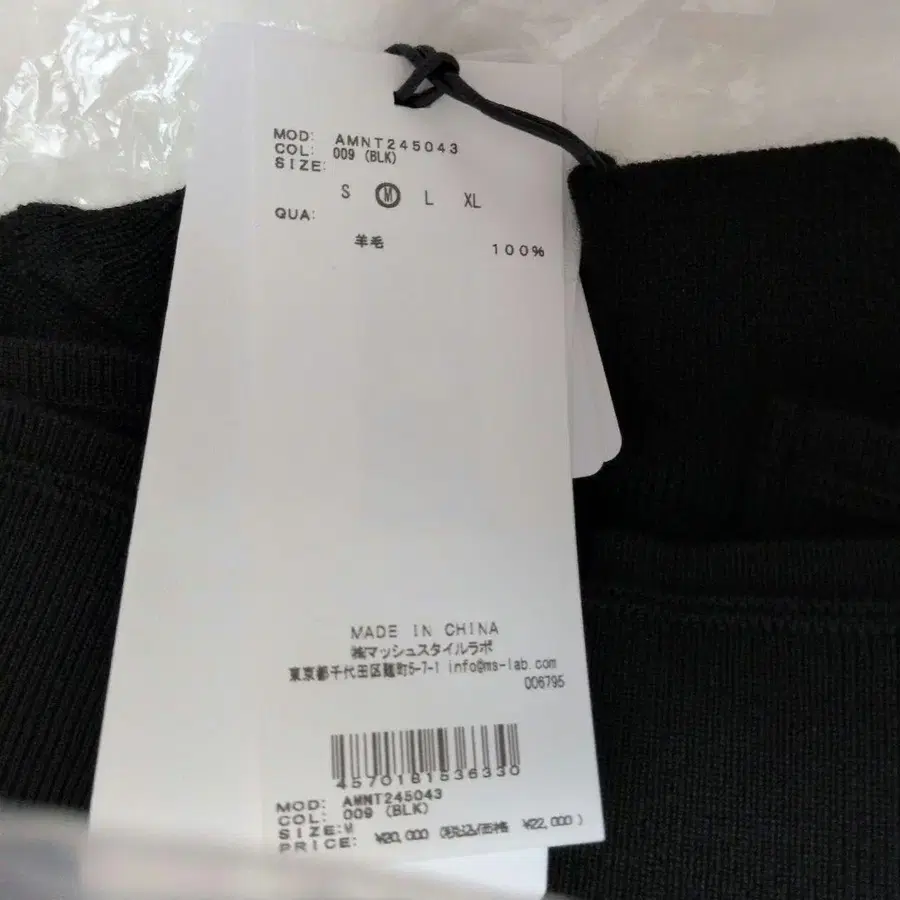 MOD: AMNT245043
COL: 009 (BLK)
SIZE:
S M L XL
QUA:
羊毛 100%
MADE IN CHINA
㈱マッシュスタイルラボ
東京都千代田区麹町5-7-1 info@ms-lab.com
006795
4570181536330
MOD: AMNT245043
COL: 009 (BLK)
SIZE:M
PRICE: ¥20,000 (税込価格 ¥22,000)